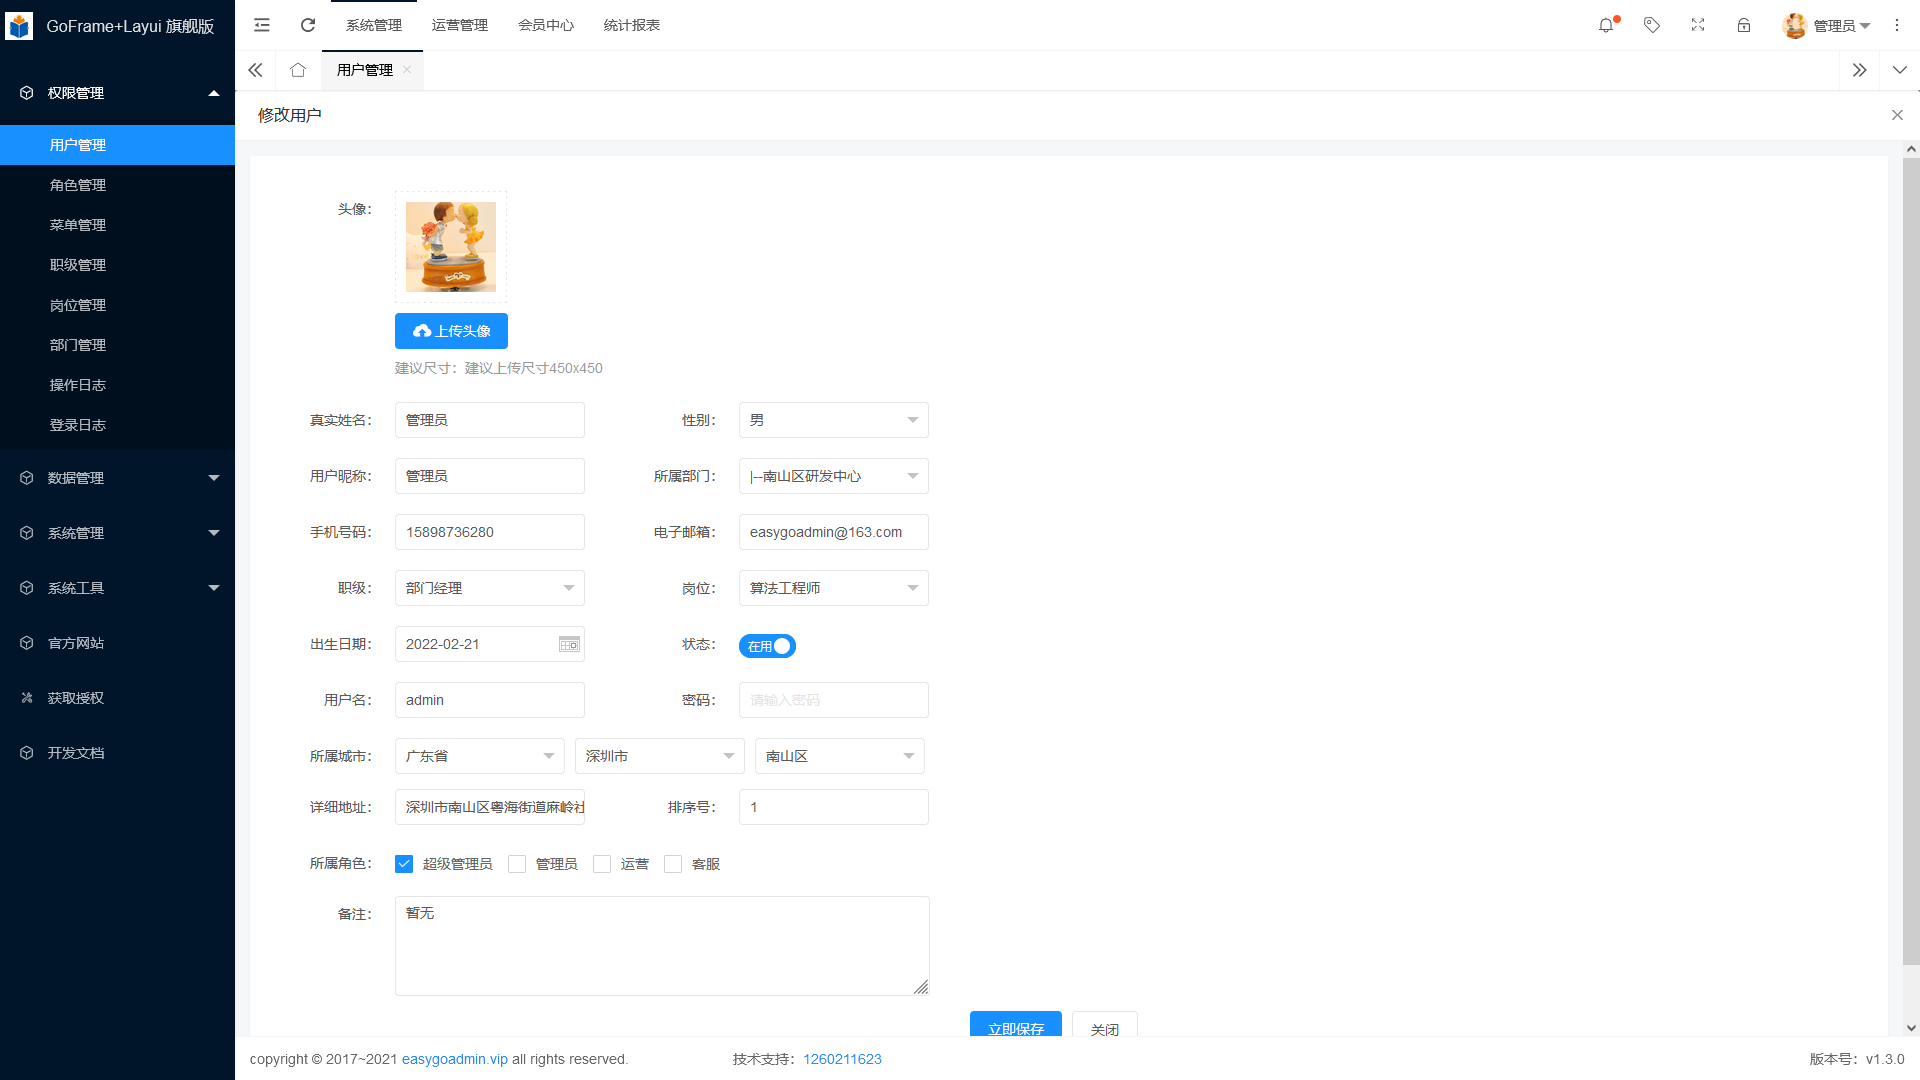 GoFrame+Layui 旗舰版
系统管理 运营管理 会员中心 统计报表
管理员
用户管理
权限管理
用户管理
角色管理
菜单管理
职级管理
岗位管理
部门管理
操作日志
登录日志
数据管理
系统管理
系统工具
官方网站
获取授权
开发文档
修改用户
头像：
上传头像
建议尺寸：建议上传尺寸450x450
真实姓名： 管理员 性别： 男
用户昵称： 管理员 所属部门： |--南山区研发中心
手机号码： 15898736280 电子邮箱： easygoadmin@163.com
职级： 部门经理 岗位： 算法工程师
出生日期： 2022-02-21 状态： 在用
用户名： admin 密码： 请输入密码
所属城市： 广东省 深圳市 南山区
详细地址： 深圳市南山区粤海街道麻岭社 排序号： 1
所属角色： 超级管理员 管理员 运营 客服
备注： 暂无
立即保存 关闭
copyright © 2017~2021 easygoadmin.vip all rights reserved. 技术支持：1260211623 版本号：v1.3.0